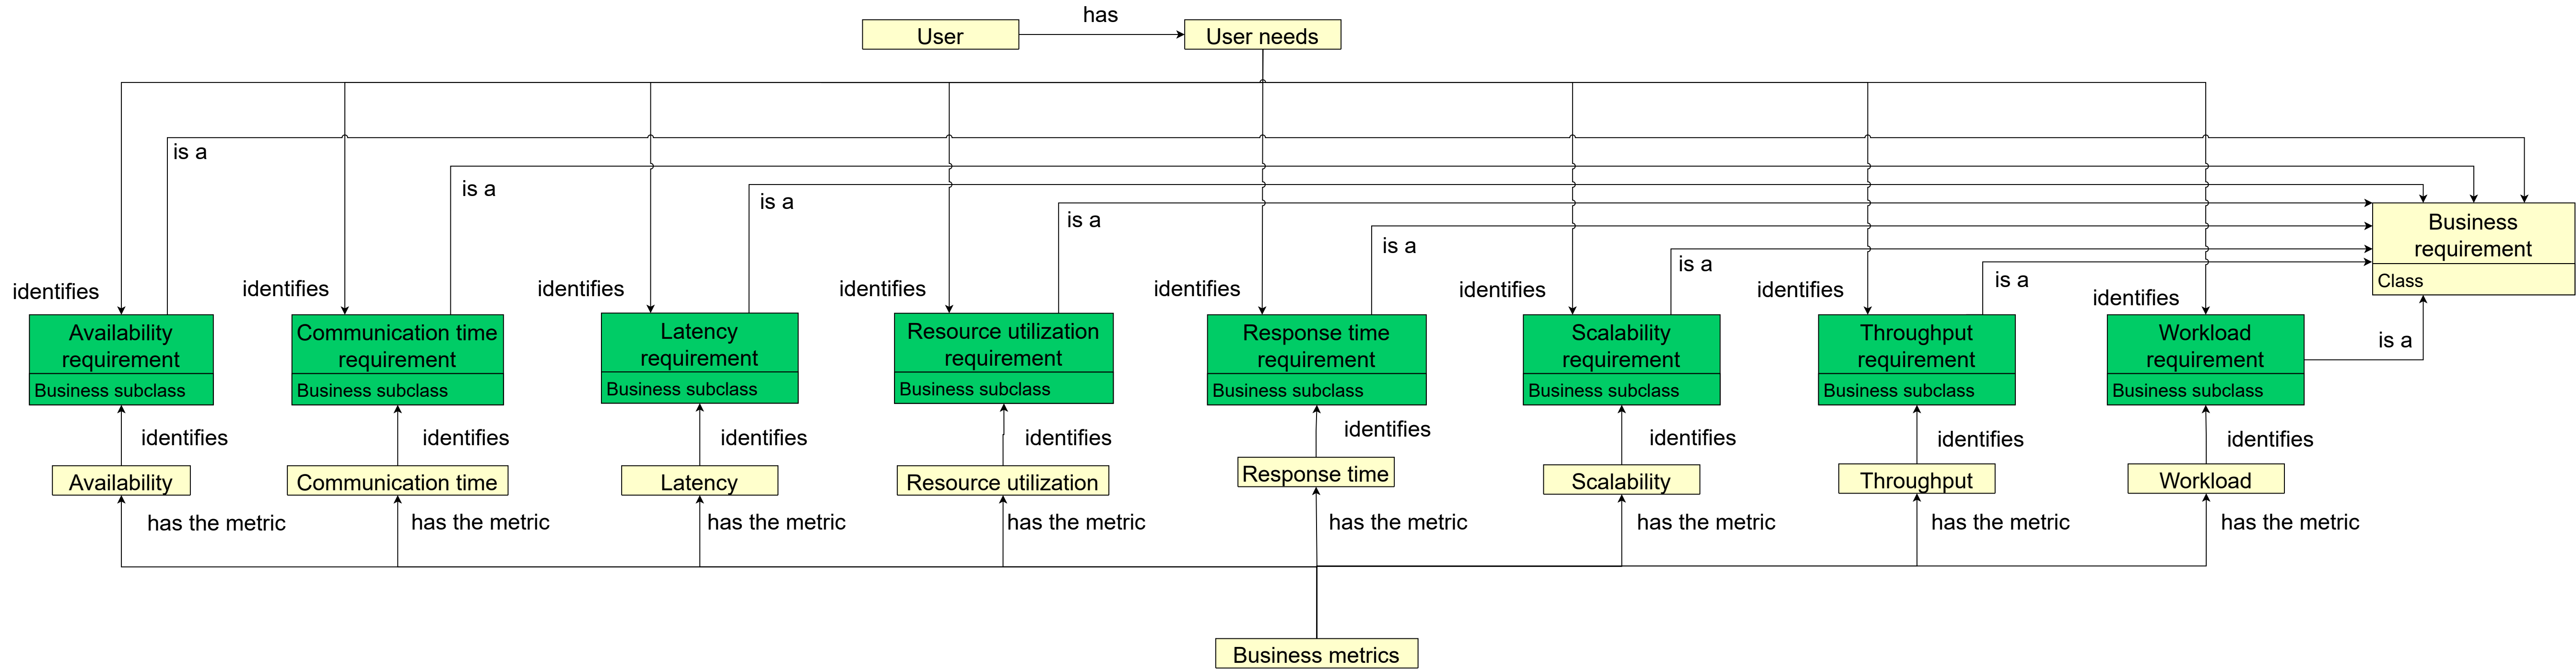 has
User
User needs
is a
is a
is a
is a
is a
is a
is a
Business
requirement
Class
identifies
identifies
identifies
identifies
identifies
identifies
identifies
identifies
Availability
requirement
Business subclass
Communication time
requirement
Business subclass
Latency
requirement
Business subclass
Resource utilization
requirement
Business subclass
Response time
requirement
Business subclass
Scalability
requirement
Business subclass
Throughput
requirement
Business subclass
Workload
requirement
Business subclass
is a
identifies
identifies
identifies
identifies
identifies
identifies
identifies
identifies
Availability
Communication time
Latency
Resource utilization
Response time
Scalability
Throughput
Workload
has the metric
has the metric
has the metric
has the metric
has the metric
has the metric
has the metric
has the metric
Business metrics